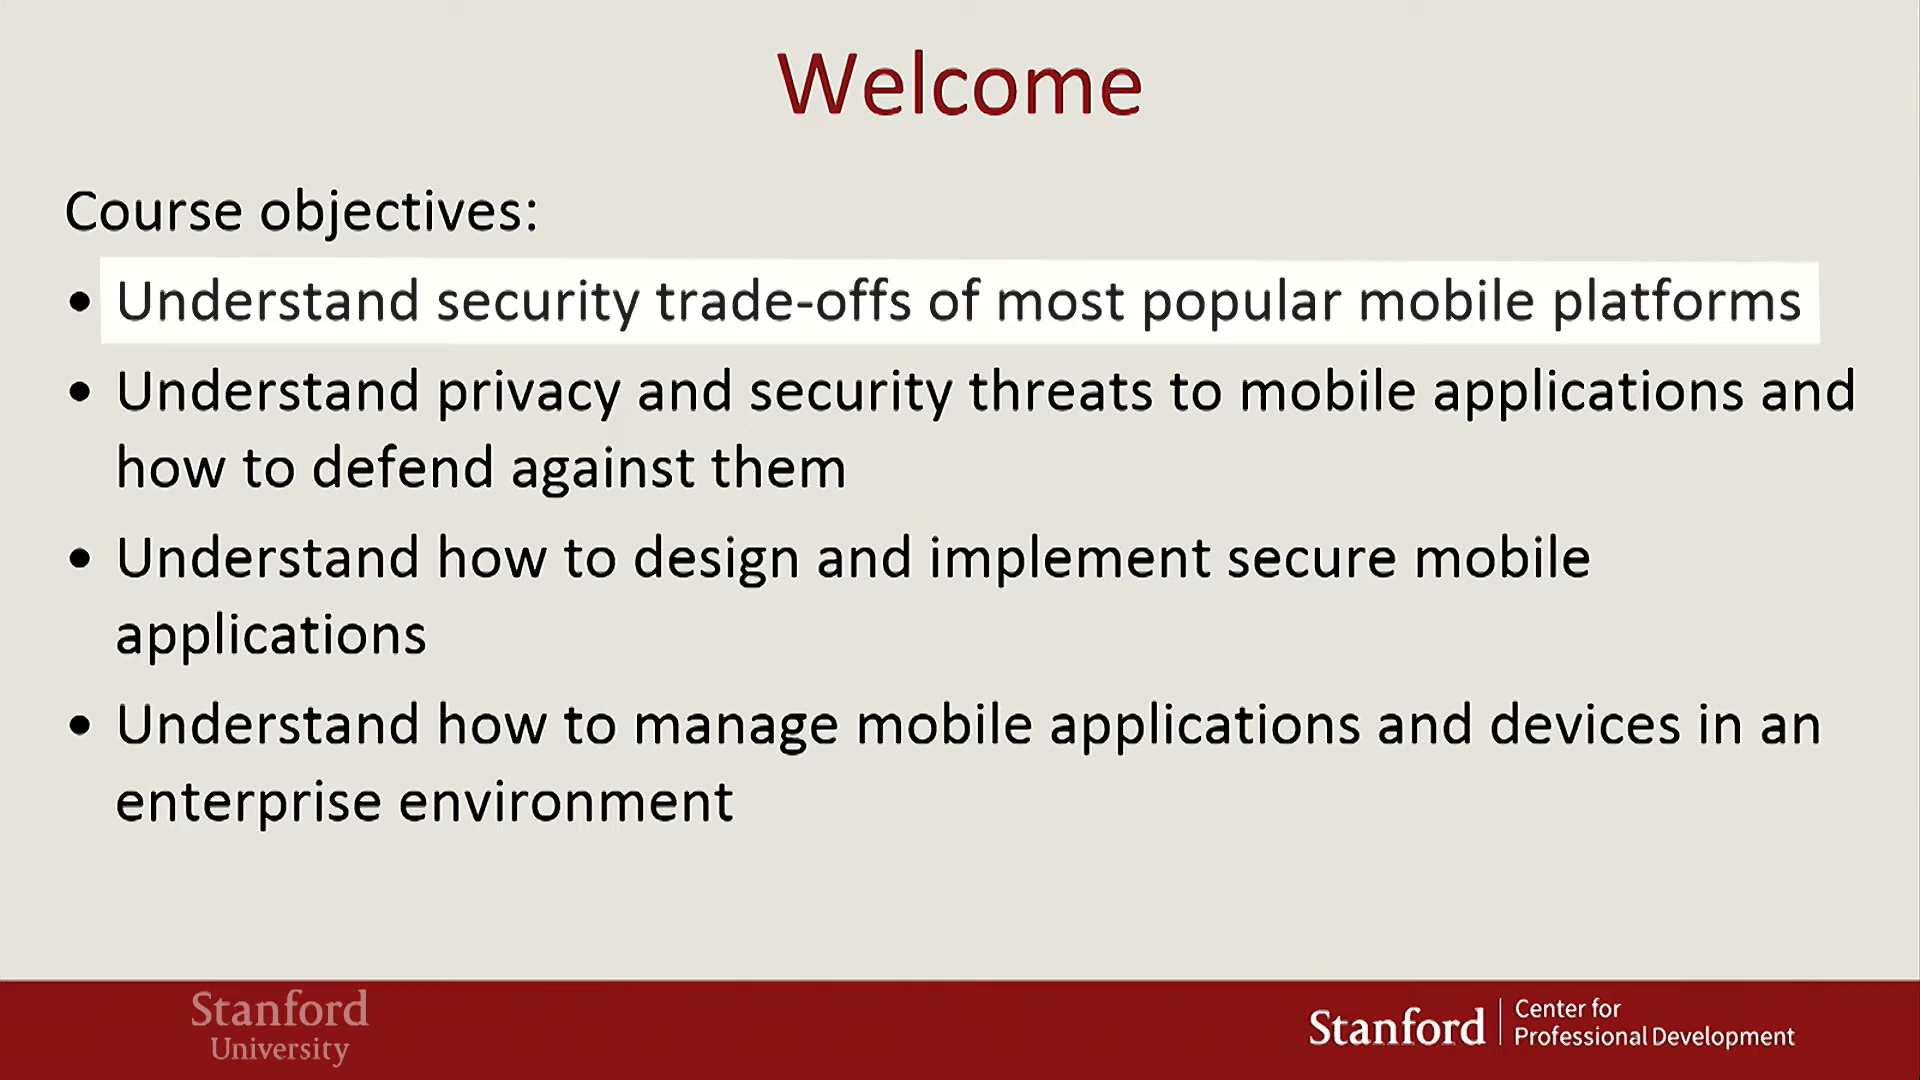 Welcome
Course objectives:
• Understand security trade-offs of most popular mobile platforms
• Understand privacy and security threats to mobile applications and
how to defend against them
• Understand how to design and implement secure mobile
applications
• Understand how to manage mobile applications and devices in an
enterprise environment
Stanford
University
Stanford
Center for
Professional Development